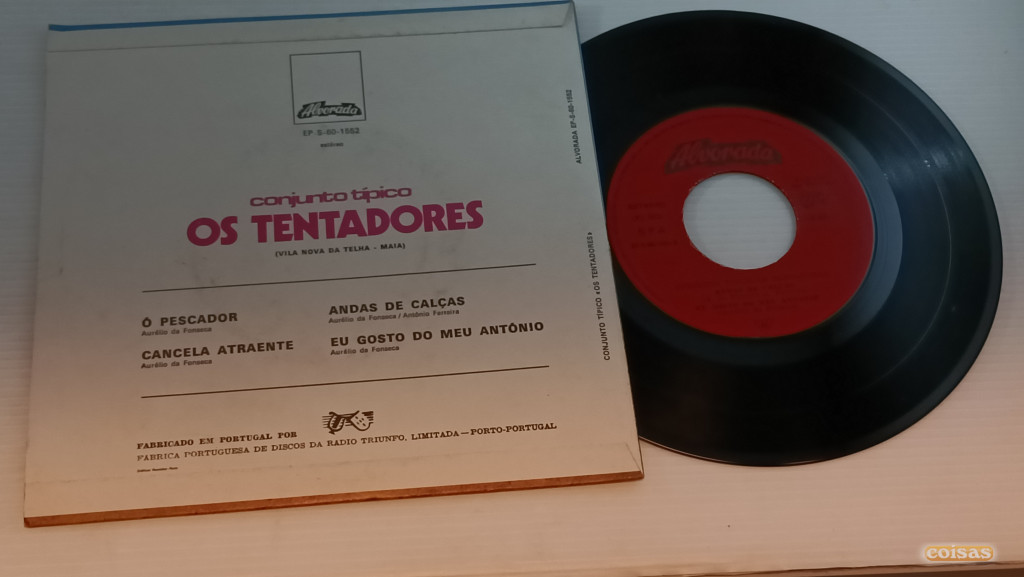 Alvorada
EP-S-60-1552
estéreo
conjunto típico
OS TENTADORES
(VILA NOVA DA TELHA - MAIA)
Ó PESCADOR
Aurélio da Fonseca
CANCELA ATRAENTE
Aurélio da Fonseca
ANDAS DE CALÇAS
Aurélio da Fonseca / António Ferreira
EU GOSTO DO MEU ANTÓNIO
Aurélio da Fonseca
FABRICADO EM PORTUGAL POR
FÁBRICA PORTUGUESA DE DISCOS DA RÁDIO TRIUNFO, LIMITADA — PORTO-PORTUGAL
ALVORADA EP-S-60-1552
CONJUNTO TÍPICO «OS TENTADORES»
Alvorada
coisas